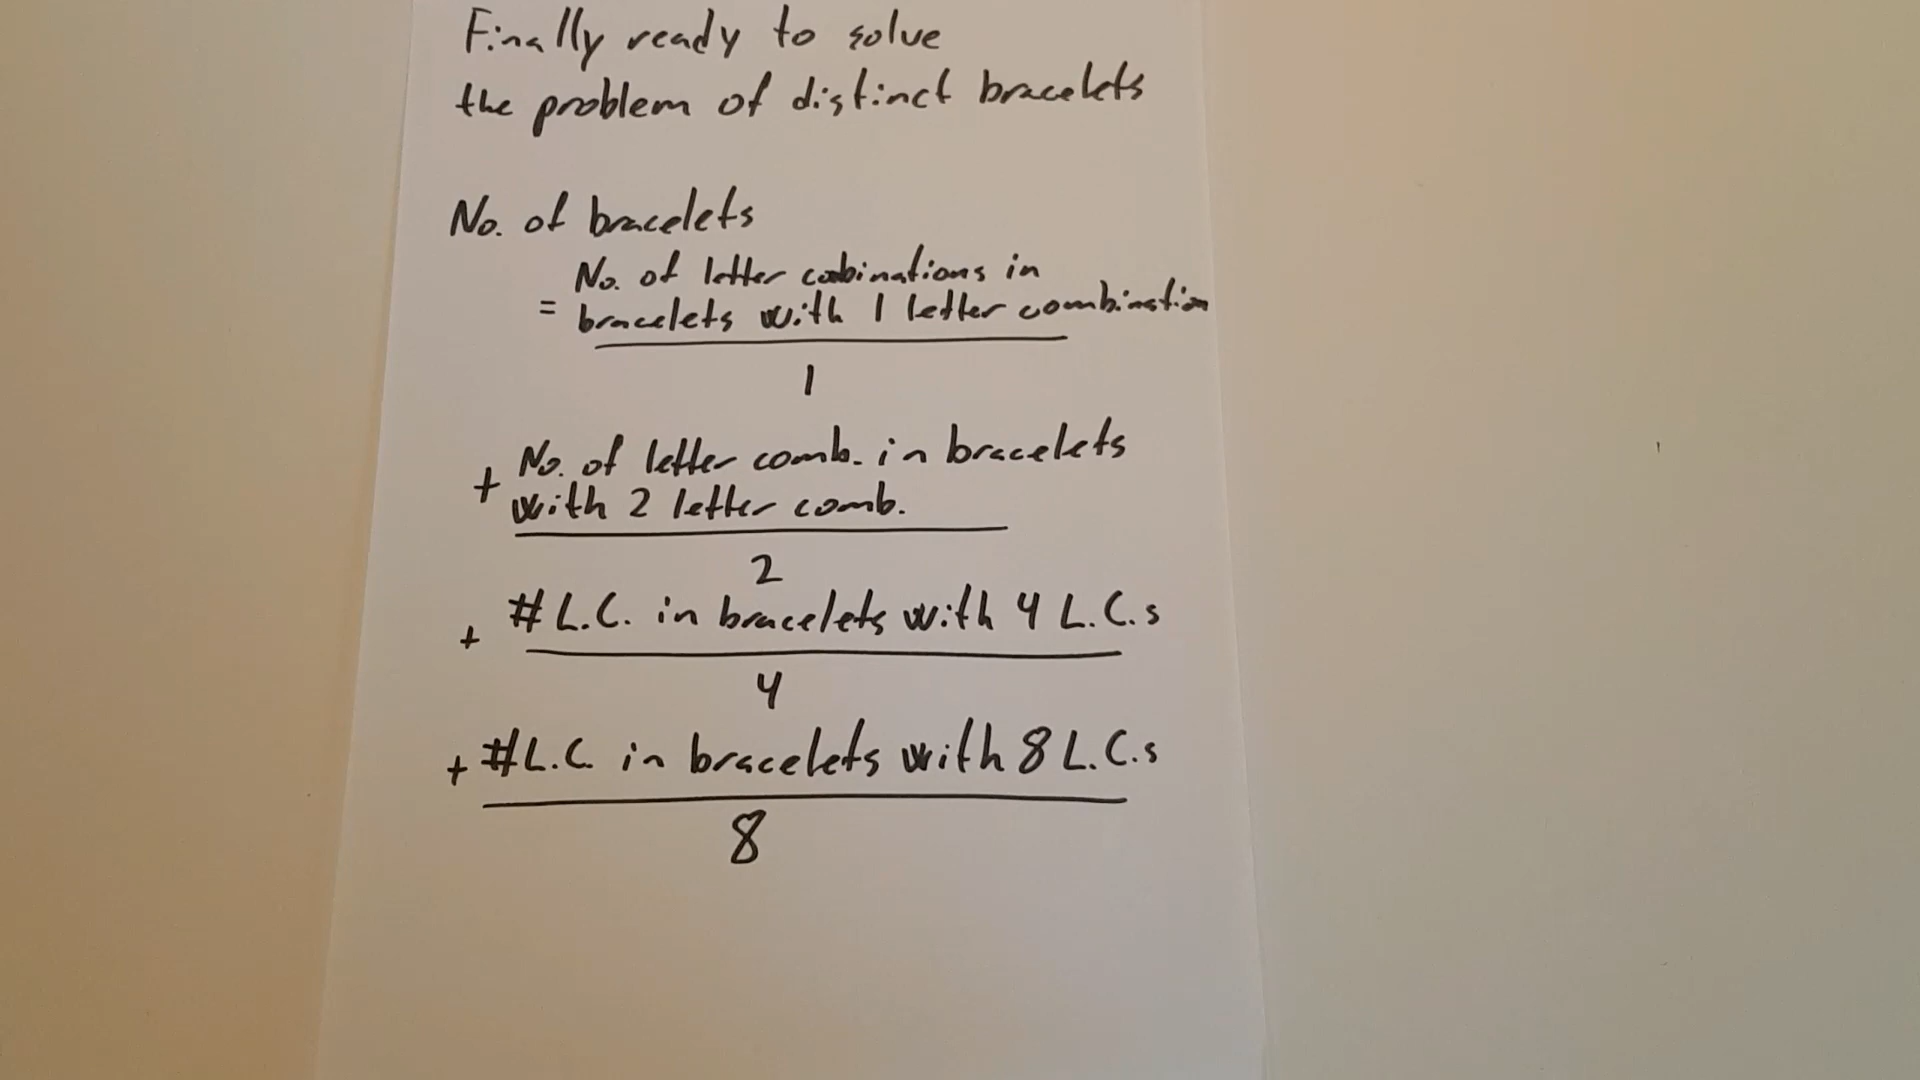 Finally ready to solve
the problem of distinct bracelets
No. of bracelets
No. of letter cobinations in
= bracelets with 1 letter combination
1
+ No. of letter comb. in bracelets
with 2 letter comb.
2
+ # L.C. in bracelets with 4 L.C.s
4
+ # L.C. in bracelets with 8 L.C.s
8